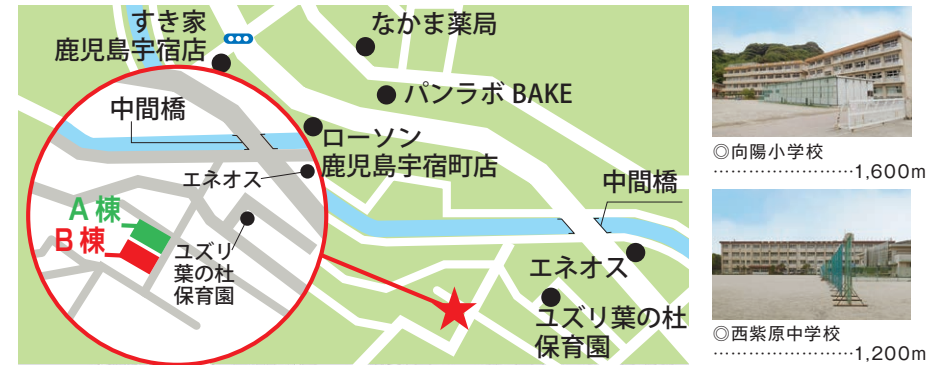 すき家
鹿児島宇宿店
なかま薬局
パンラボ BAKE
中間橋
ローソン
鹿児島宇宿町店
エネオス
中間橋
A棟
B棟
ユズリ
葉の杜
保育園
エネオス
ユズリ葉の杜
保育園
◎向陽小学校
……………………1,600m
◎西紫原中学校
……………………1,200m